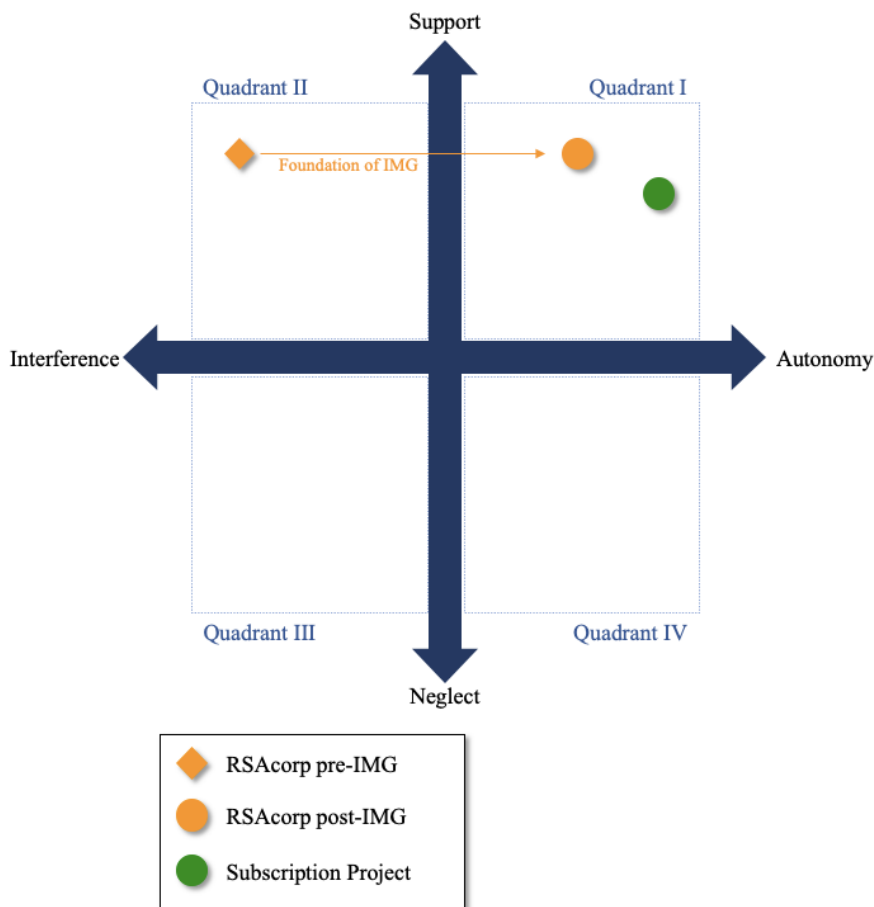 Support
Quadrant II
Quadrant I
Foundation of IMG
Interference
Autonomy
Quadrant III
Quadrant IV
Neglect
RSAcorp pre-IMG
RSAcorp post-IMG
Subscription Project